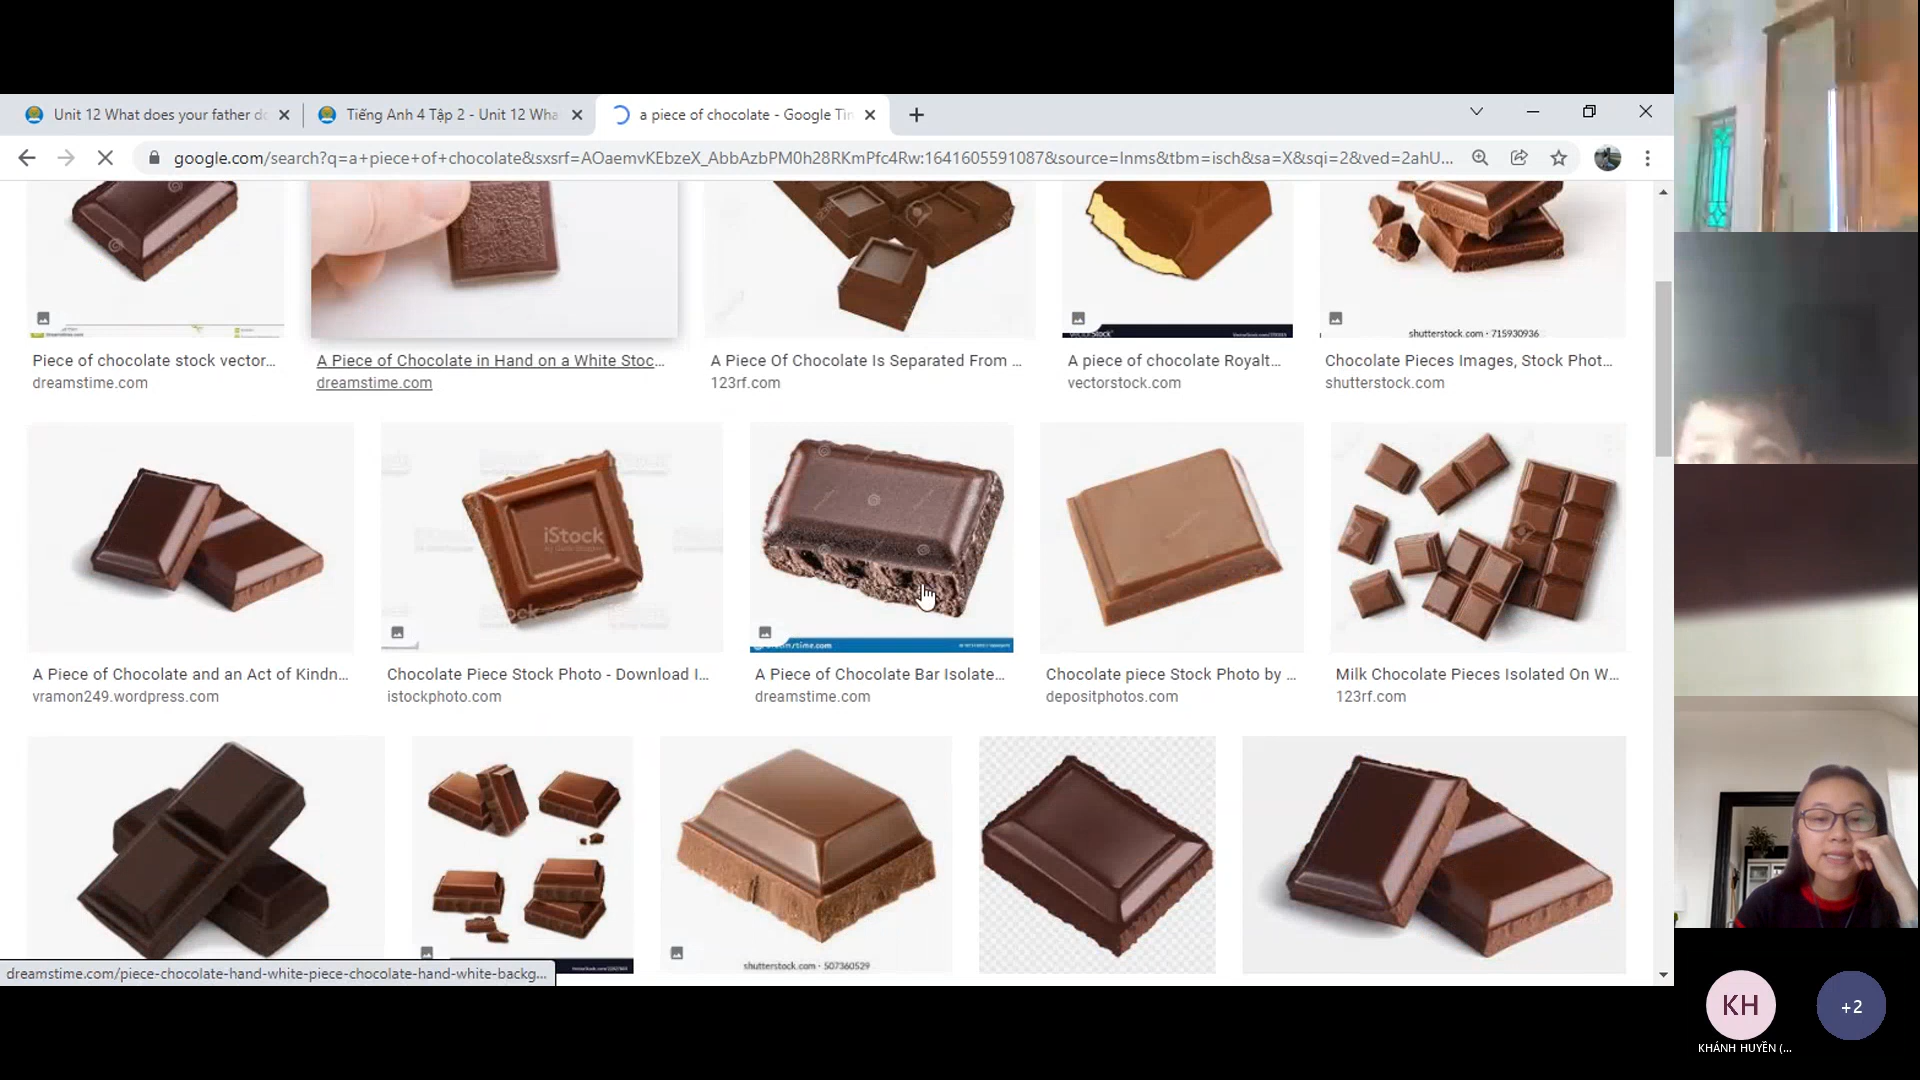 Unit 12 What does your father do
Tiếng Anh 4 Tập 2 - Unit 12 Wha
a piece of chocolate - Google Tìm
google.com/search?q=a+piece+of+chocolate&sxsrf=AOaemvKEbzeX_AbbAzbPM0h28RKmPfc4Rw:1641605591087&source=lnms&tbm=isch&sa=X&sqi=2&ved=2ahU...
VectorStock
shutterstock.com · 715930936
Piece of chocolate stock vector...
dreamstime.com
A Piece of Chocolate in Hand on a White Stoc...
dreamstime.com
A Piece Of Chocolate Is Separated From ...
123rf.com
A piece of chocolate Royalt...
vectorstock.com
Chocolate Pieces Images, Stock Phot...
shutterstock.com
iStock
dreamstime.com
A Piece of Chocolate and an Act of Kindn...
vramon249.wordpress.com
Chocolate Piece Stock Photo - Download I...
istockphoto.com
A Piece of Chocolate Bar Isolate...
dreamstime.com
Chocolate piece Stock Photo by ...
depositphotos.com
Milk Chocolate Pieces Isolated On W...
123rf.com
shutterstock.com · 507360529
dreamstime.com/piece-chocolate-hand-white-piece-chocolate-hand-white-backg...
KH
+2
KHÁNH HUYỀN (...